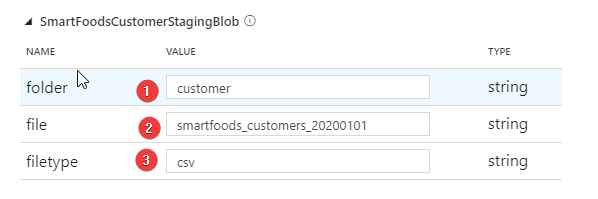 SmartFoodsCustomerStagingBlob
NAME VALUE TYPE
folder 1 customer string
file 2 smartfoods_customers_20200101 string
filetype 3 csv string